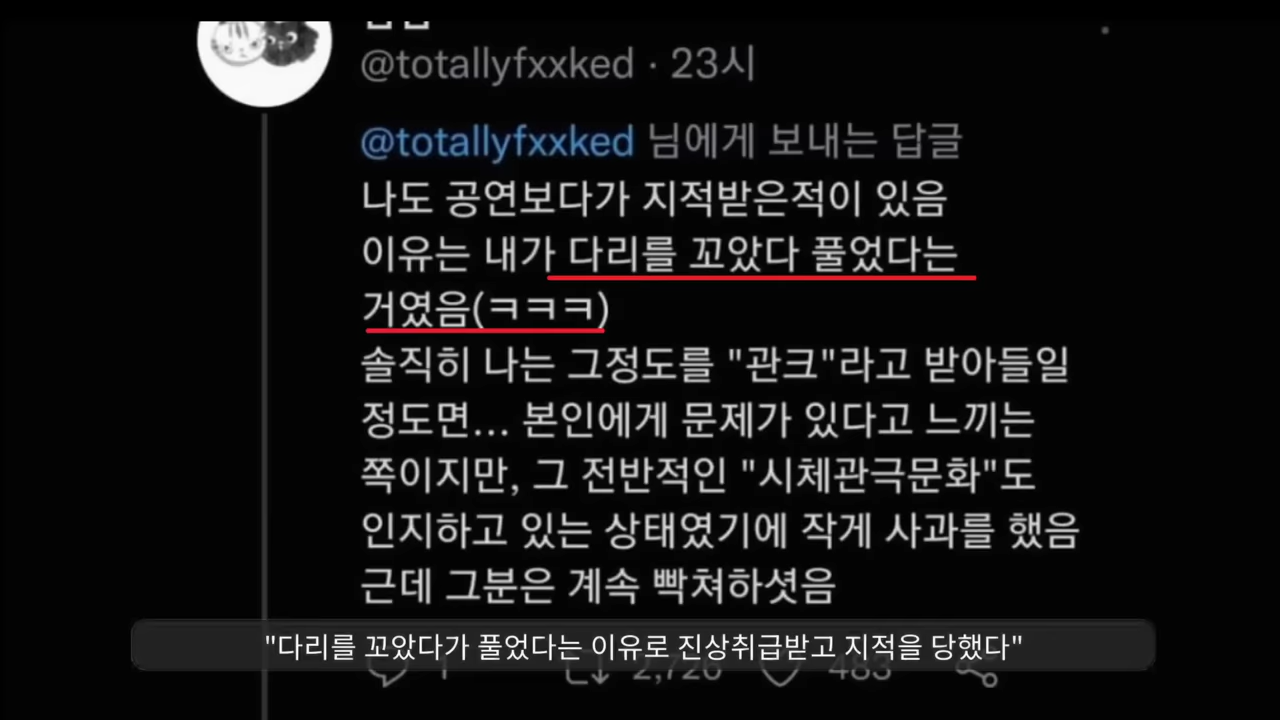 @totallyfxxked · 23시
@totallyfxxked 님에게 보내는 답글
나도 공연보다가 지적받은적이 있음
이유는 내가 다리를 꼬았다 풀었다는
거였음(ㅋㅋㅋ)
솔직히 나는 그정도를 "관크"라고 받아들일
정도면... 본인에게 문제가 있다고 느끼는
쪽이지만, 그 전반적인 "시체관극문화"도
인지하고 있는 상태였기에 작게 사과를 했음
근데 그분은 계속 빡쳐하셧음
"다리를 꼬았다가 풀었다는 이유로 진상취급받고 지적을 당했다"
1 2,726 483